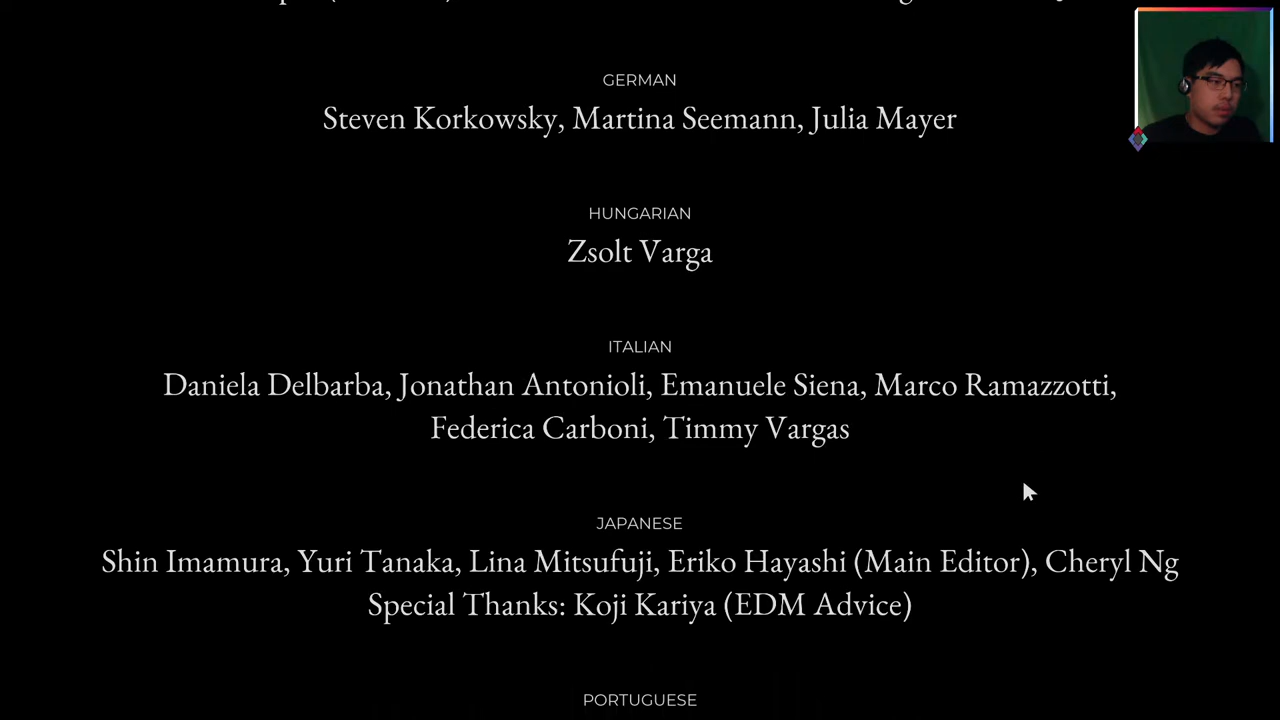 GERMAN
Steven Korkowsky, Martina Seemann, Julia Mayer
HUNGARIAN
Zsolt Varga
ITALIAN
Daniela Delbarba, Jonathan Antonioli, Emanuele Siena, Marco Ramazzotti,
Federica Carboni, Timmy Vargas
JAPANESE
Shin Imamura, Yuri Tanaka, Lina Mitsufuji, Eriko Hayashi (Main Editor), Cheryl Ng
Special Thanks: Koji Kariya (EDM Advice)
PORTUGUESE